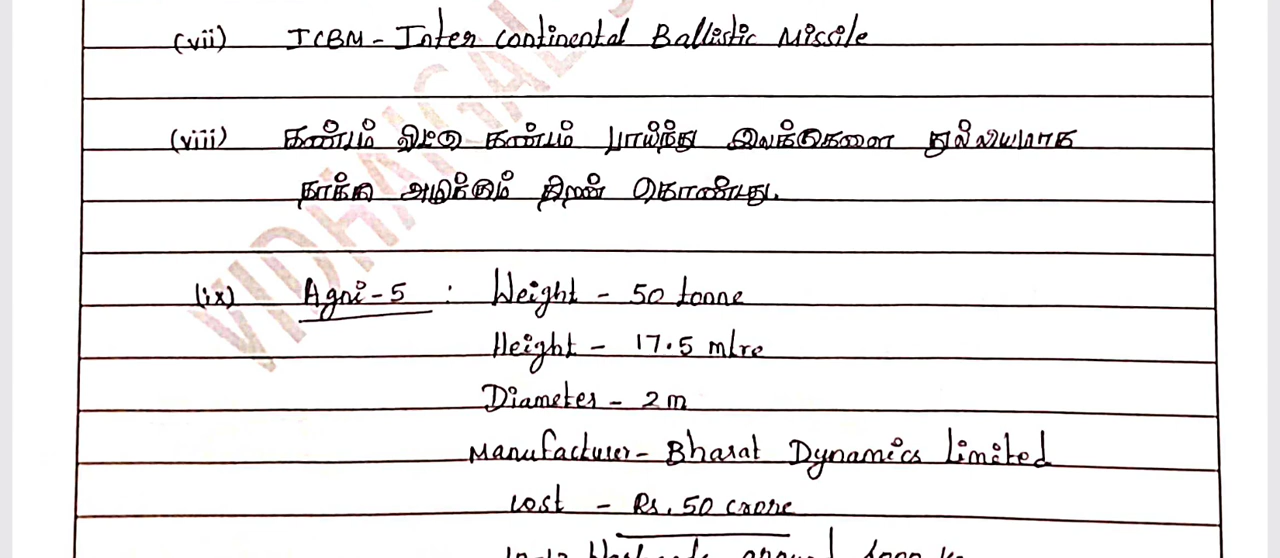 (vii) ICBM - Inter Continental Ballistic Missile
(viii) கண்டம் விட்டு கண்டம் பாய்ந்து இலக்குகளை துல்லியமாக
தாக்கி அழிக்கும் திறன் கொண்டது.
(ix) Agni-5 : Weight - 50 tonne
Height - 17.5 mtre
Diameter - 2 m
Manufacturer - Bharat Dynamics Limited
Cost - Rs. 50 crore
VIDHAIGAL